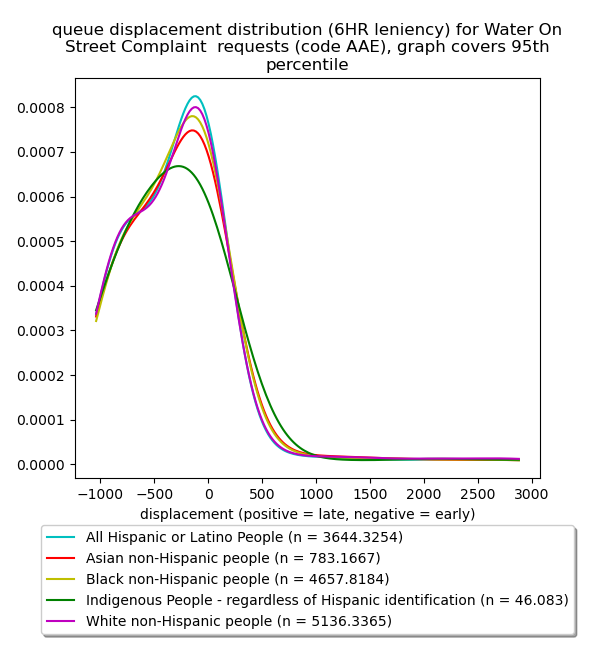 queue displacement distribution (6HR leniency) for Water On
Street Complaint  requests (code AAE), graph covers 95th
percentile
0.0008
0.0007
0.0006
0.0005
0.0004
0.0003
0.0002
0.0001
0.0000
−1000 −500 0 500 1000 1500 2000 2500 3000
displacement (positive = late, negative = early)
All Hispanic or Latino People (n = 3644.3254)
Asian non-Hispanic people (n = 783.1667)
Black non-Hispanic people (n = 4657.8184)
Indigenous People - regardless of Hispanic identification (n = 46.083)
White non-Hispanic people (n = 5136.3365)